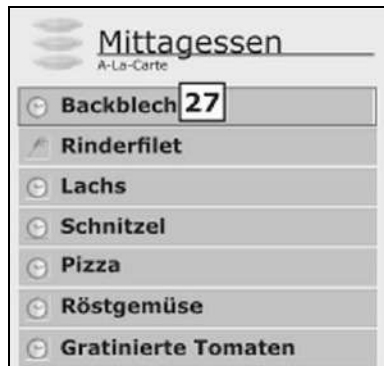 Mittagessen
A-La-Carte
Backblech 27
Rinderfilet
Lachs
Schnitzel
Pizza
Röstgemüse
Gratinierte Tomaten